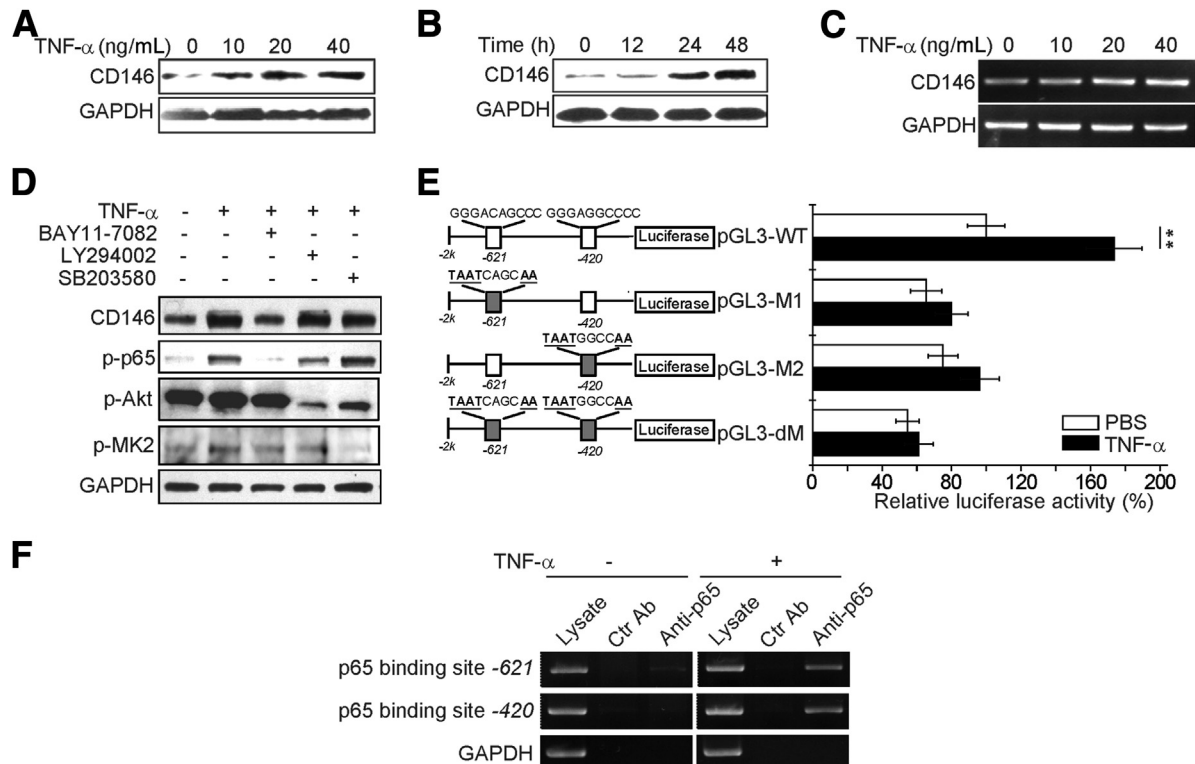 A
TNF-α (ng/mL) 0 10 20 40
CD146
GAPDH
B
Time (h) 0 12 24 48
CD146
GAPDH
C
TNF-α (ng/mL) 0 10 20 40
CD146
GAPDH
D
TNF-α - + + + +
BAY11-7082 - - + - -
LY294002 - - - + -
SB203580 - - - - +
CD146
p-p65
p-Akt
p-MK2
GAPDH
E
GGGACAGCCC GGGAGGCCCC
Luciferase pGL3-WT
-2k -621 -420
TAATCAGCAA
Luciferase pGL3-M1
-2k -621 -420
TAATGGCCAA
Luciferase pGL3-M2
-2k -621 -420
TAATCAGCAA TAATGGCCAA
Luciferase pGL3-dM
-2k -621 -420
**
PBS
TNF-α
0 40 80 120 160 200
Relative luciferase activity (%)
F
TNF-α - +
Lysate Ctr Ab Anti-p65 Lysate Ctr Ab Anti-p65
p65 binding site -621
p65 binding site -420
GAPDH